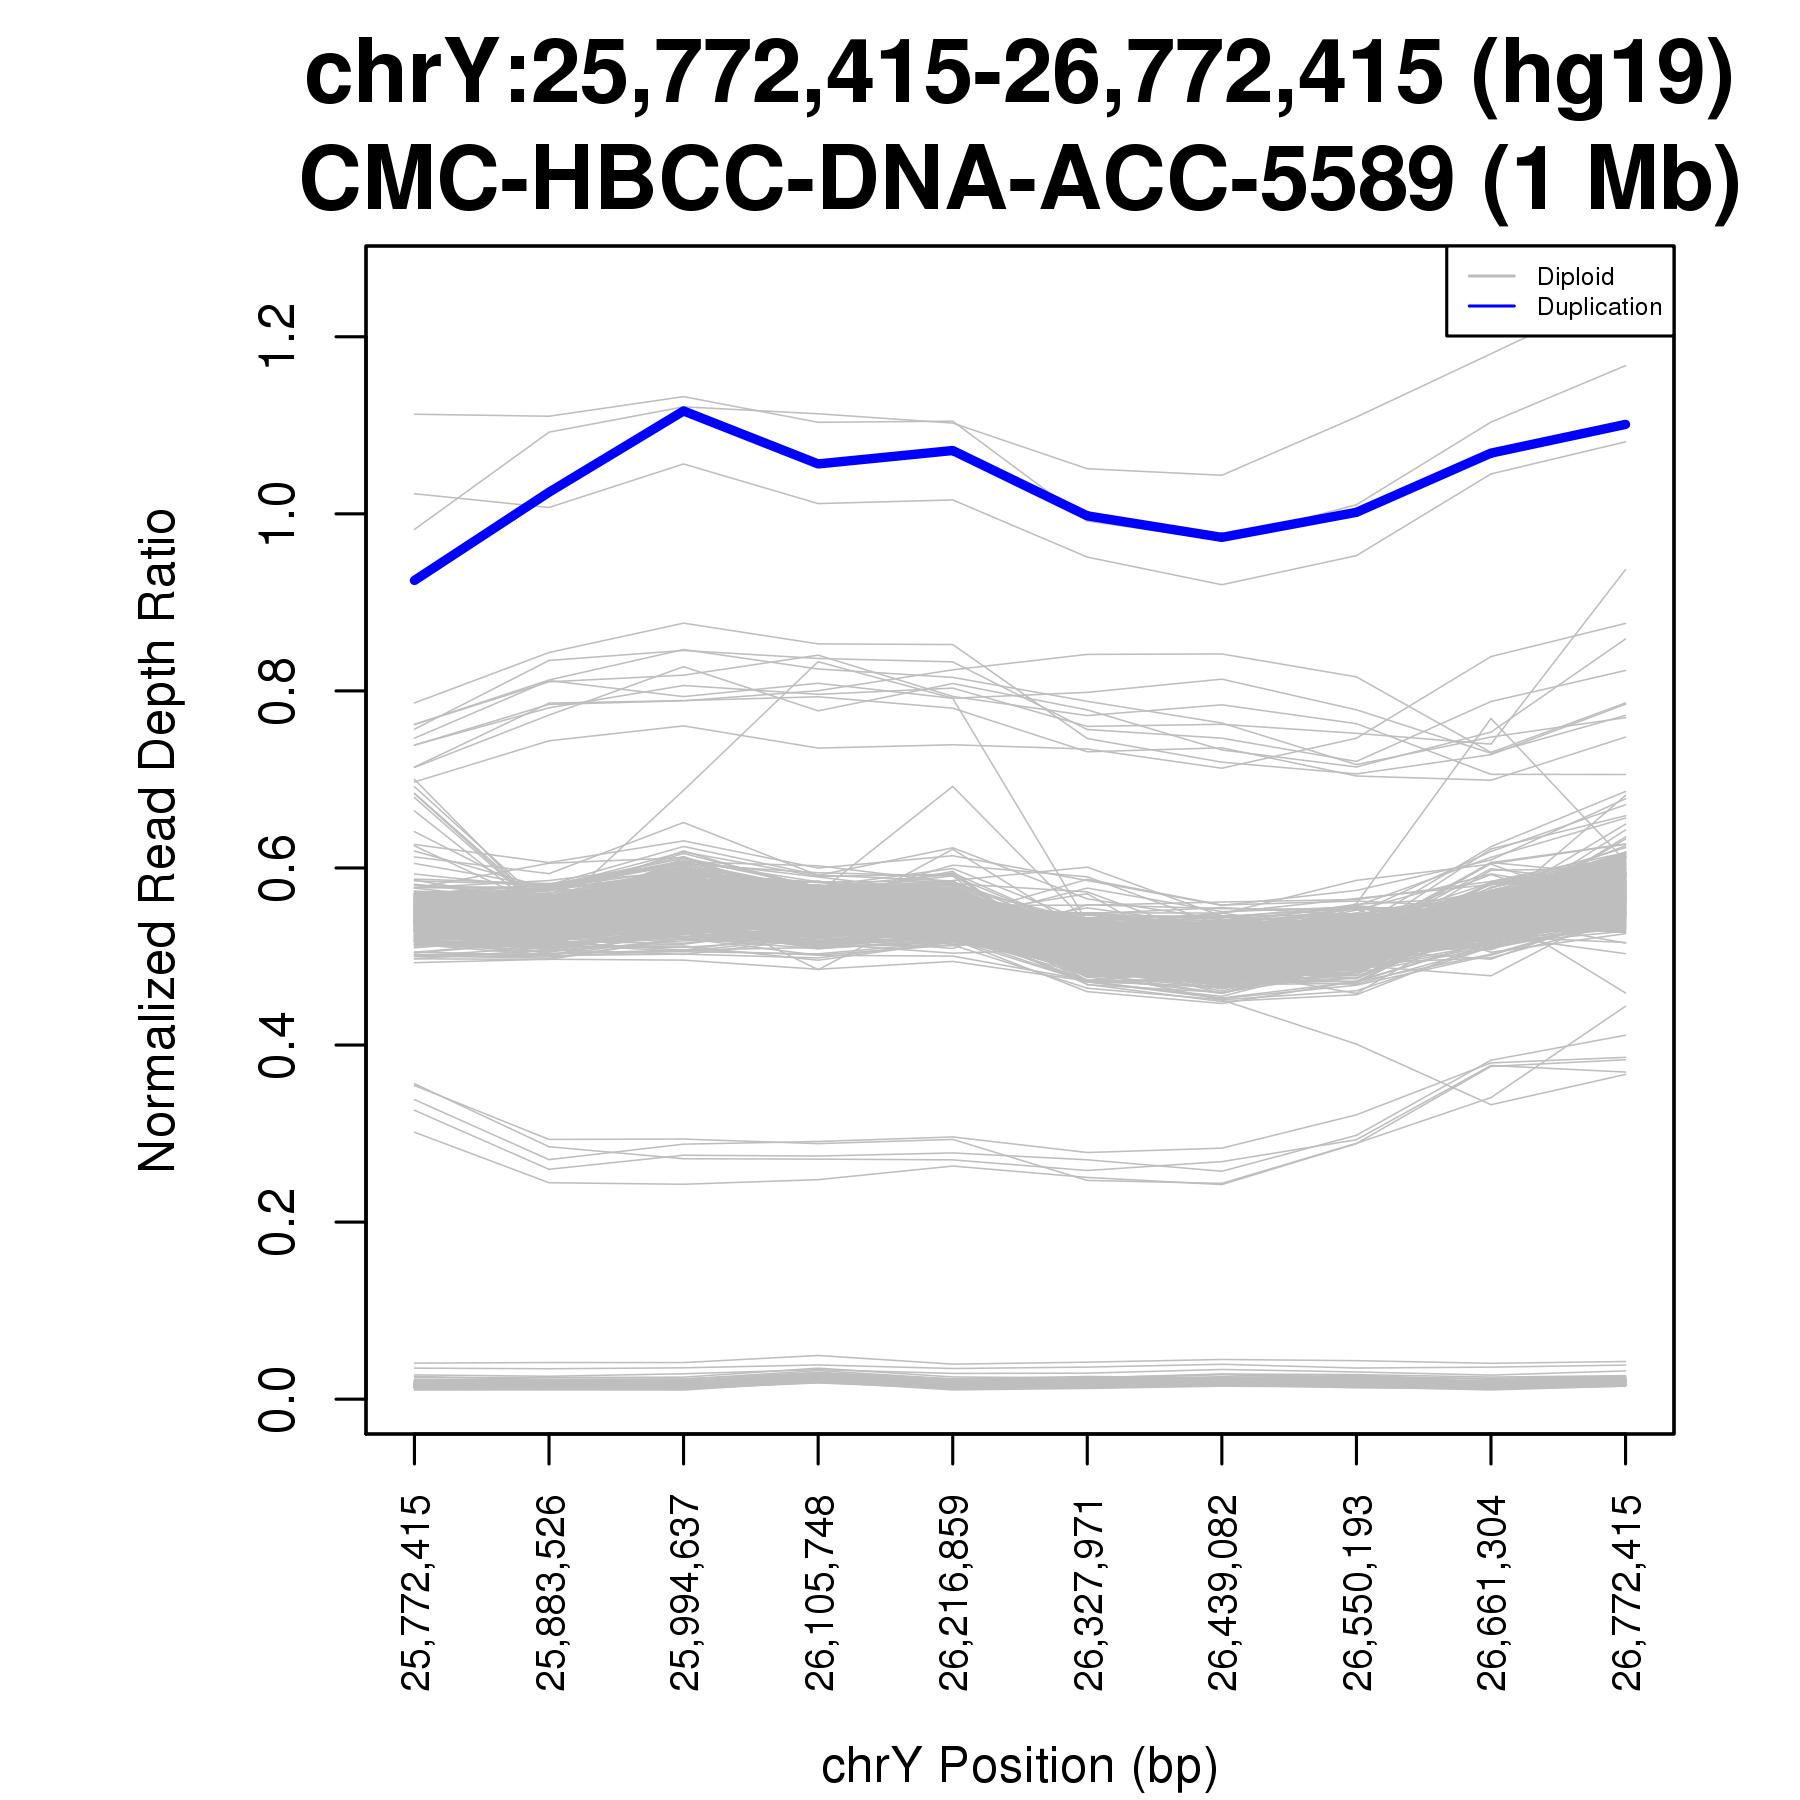 chrY:25,772,415-26,772,415 (hg19)
CMC-HBCC-DNA-ACC-5589 (1 Mb)
Diploid
Duplication
Normalized Read Depth Ratio
1.2
1.0
0.8
0.6
0.4
0.2
0.0
25,772,415
25,883,526
25,994,637
26,105,748
26,216,859
26,327,971
26,439,082
26,550,193
26,661,304
26,772,415
chrY Position (bp)